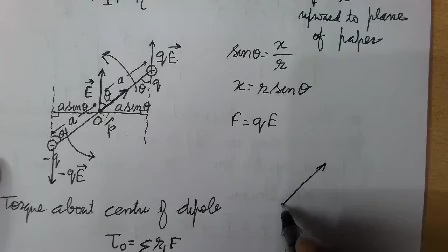 upward to plane
of paper
qE
sinθ = x/r
E
a
θ
θ
q
x = r sinθ
a sinθ
a sinθ
O
p
F = qE
a
θ
-q
-qE
Torque about centre of dipole
τ₀ =